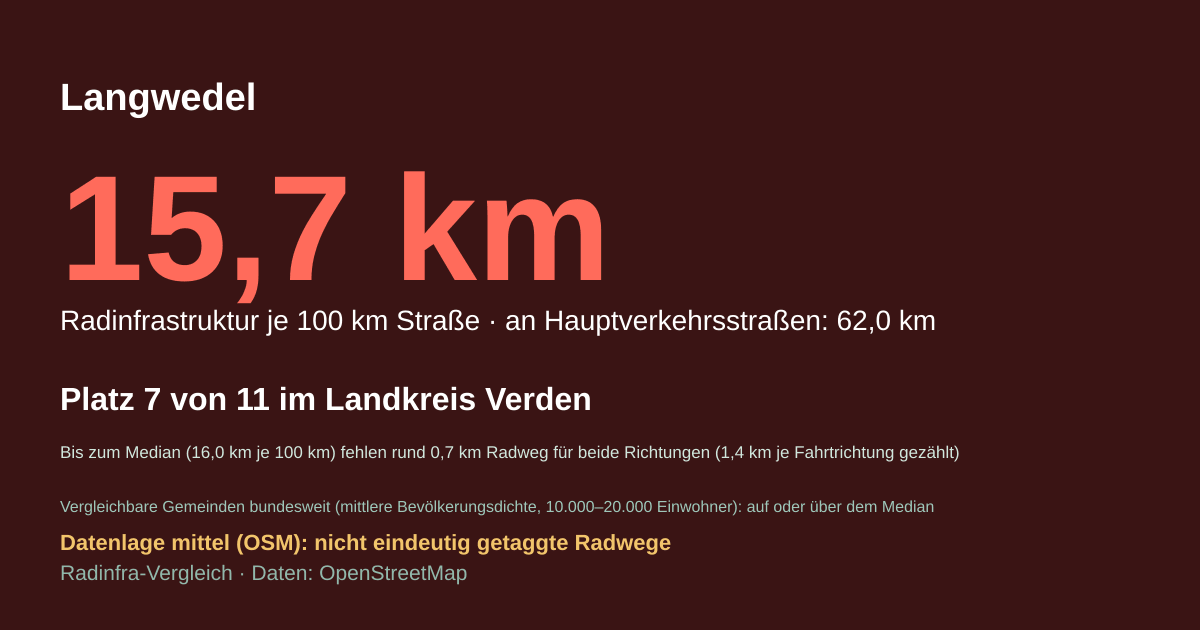 Langwedel
15,7 km
Radinfrastruktur je 100 km Straße · an Hauptverkehrsstraßen: 62,0 km
Platz 7 von 11 im Landkreis Verden
Bis zum Median (16,0 km je 100 km) fehlen rund 0,7 km Radweg für beide Richtungen (1,4 km je Fahrtrichtung gezählt)
Vergleichbare Gemeinden bundesweit (mittlere Bevölkerungsdichte, 10.000–20.000 Einwohner): auf oder über dem Median
Datenlage mittel (OSM): nicht eindeutig getaggte Radwege
Radinfra-Vergleich · Daten: OpenStreetMap